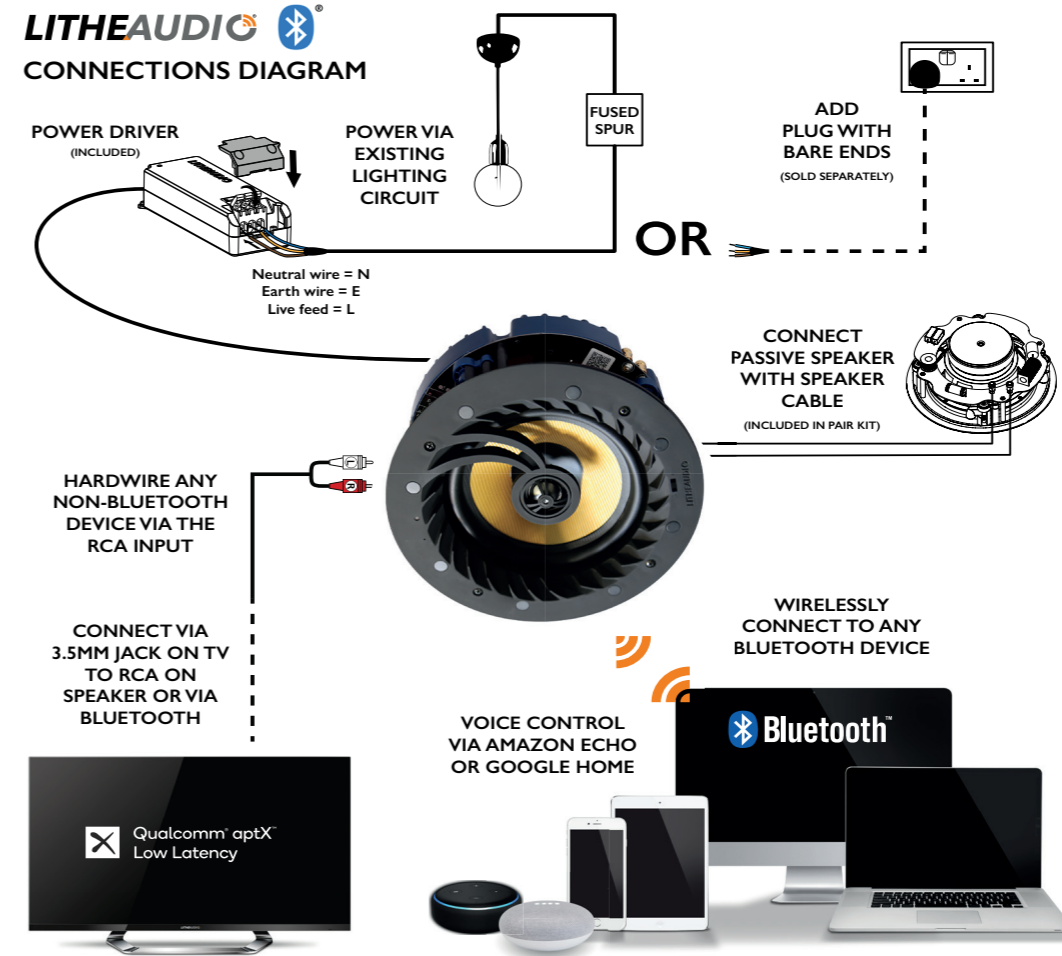 LITHEAUDIO
CONNECTIONS DIAGRAM
POWER DRIVER
(INCLUDED)
Neutral wire = N
Earth wire = E
Live feed = L
POWER VIA
EXISTING
LIGHTING
CIRCUIT
FUSED
SPUR
OR
ADD
PLUG WITH
BARE ENDS
(SOLD SEPARATELY)
CONNECT
PASSIVE SPEAKER
WITH SPEAKER
CABLE
(INCLUDED IN PAIR KIT)
LITHEAUDIO
L
R
HARDWIRE ANY
NON-BLUETOOTH
DEVICE VIA THE
RCA INPUT
CONNECT VIA
3.5MM JACK ON TV
TO RCA ON
SPEAKER OR VIA
BLUETOOTH
Qualcomm® aptX™
Low Latency
WIRELESSLY
CONNECT TO ANY
BLUETOOTH DEVICE
Bluetooth™
VOICE CONTROL
VIA AMAZON ECHO
OR GOOGLE HOME